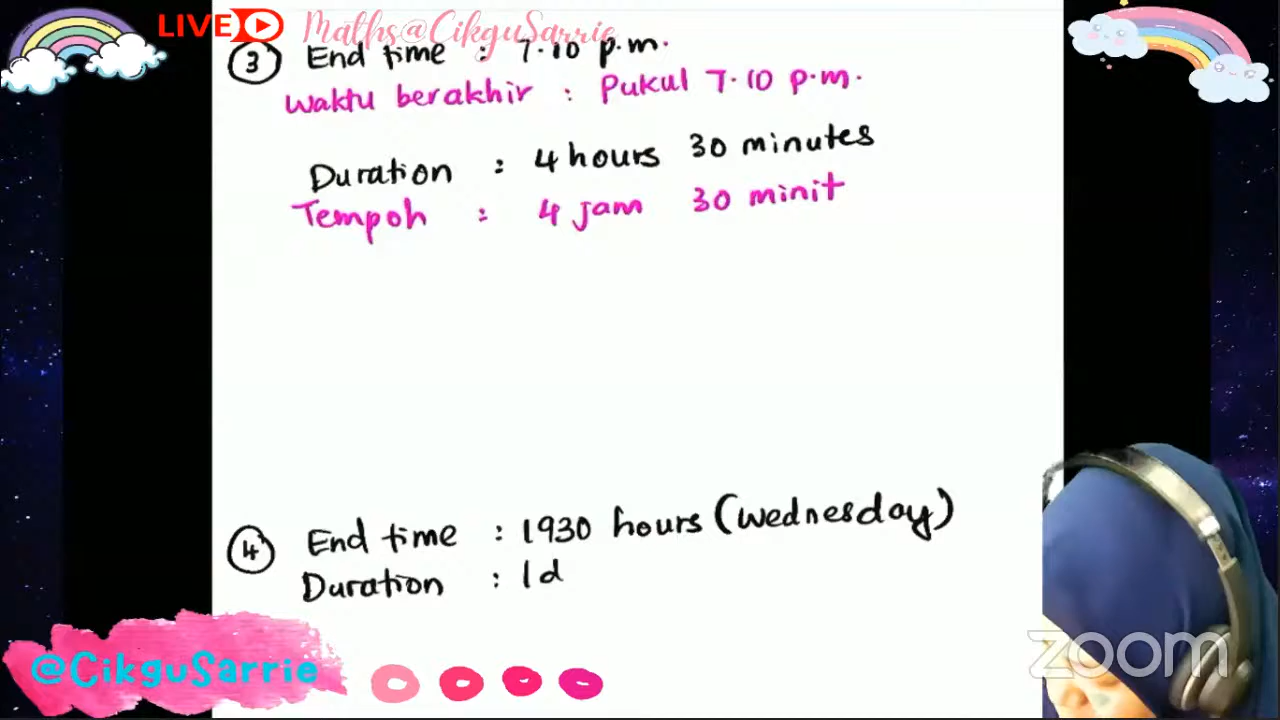 LIVE Maths@CikguSarrie
3 End time : 7.10 p.m.
Waktu berakhir : Pukul 7.10 p.m.
Duration : 4 hours 30 minutes
Tempoh : 4 jam 30 minit
4 End time : 1930 hours (Wednesday)
Duration : 1 d
@CikguSarrie
zoom